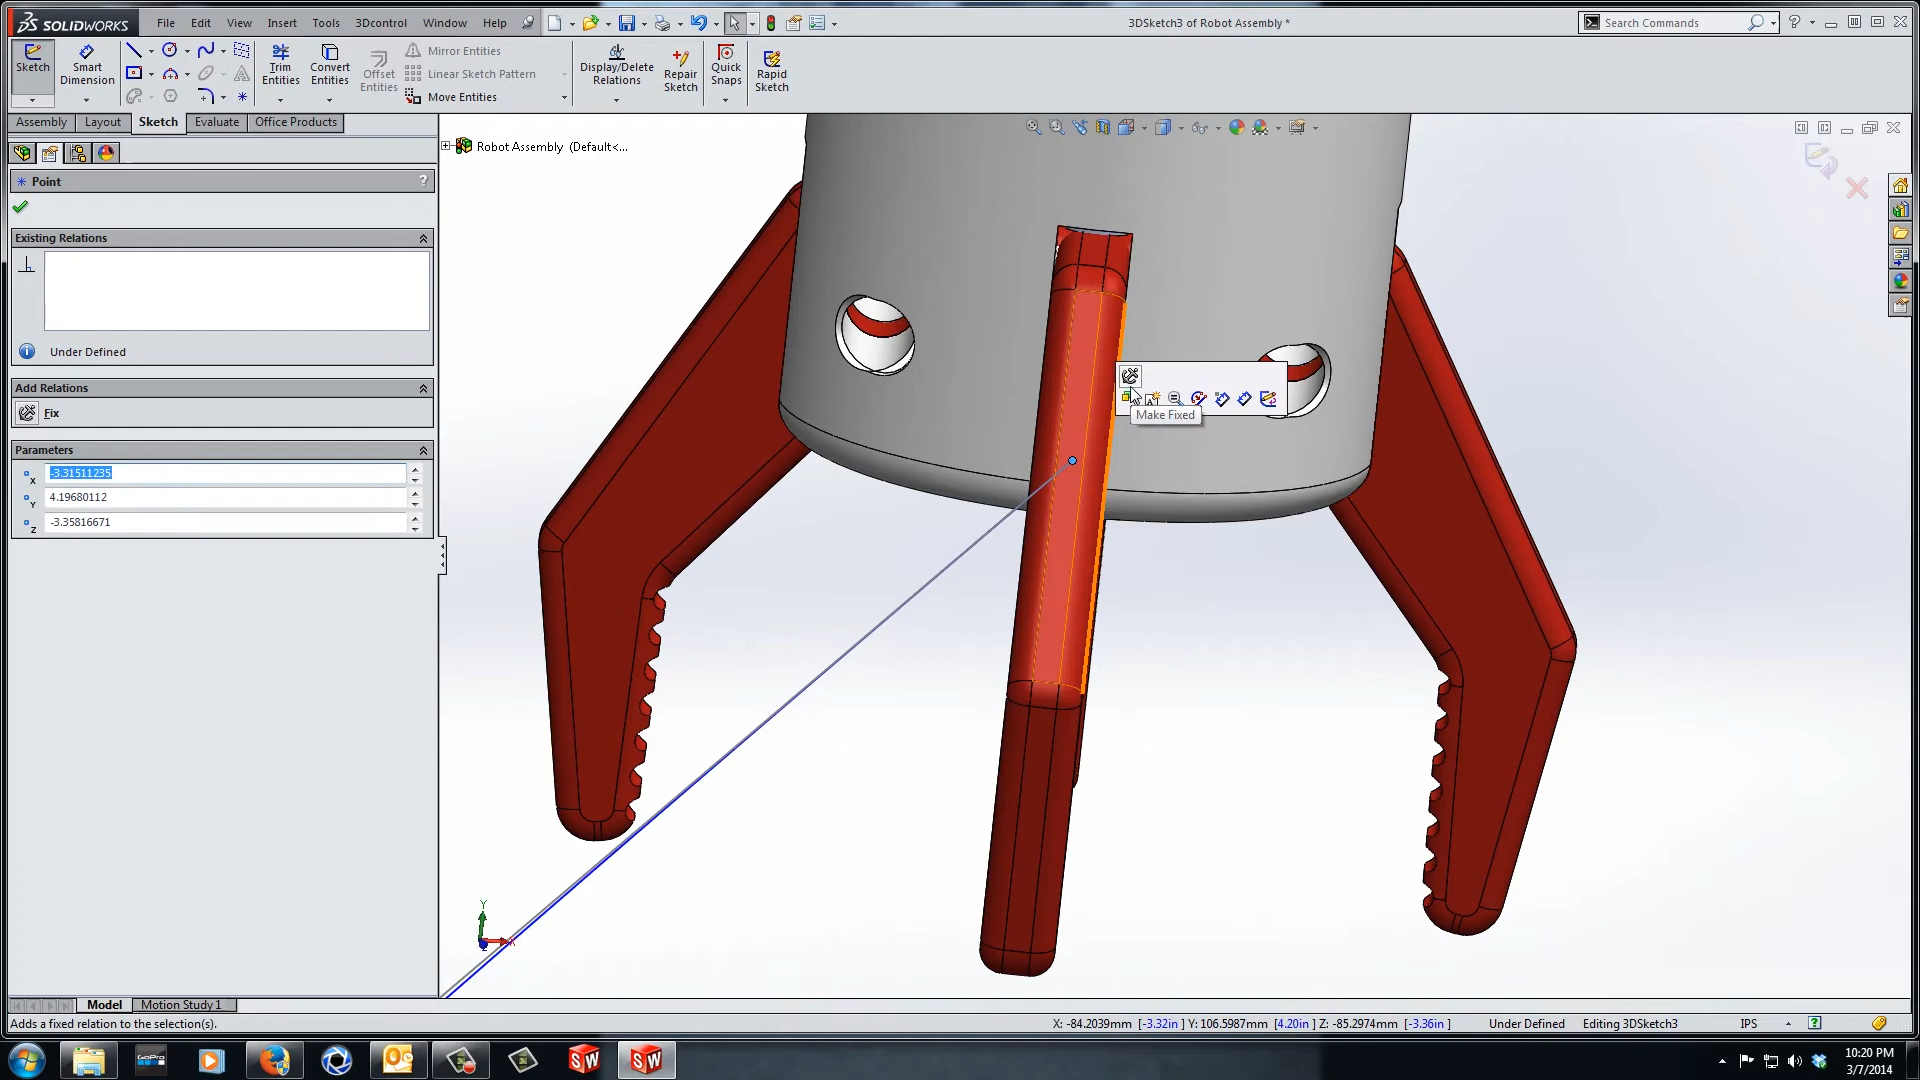 SOLIDWORKS File Edit View Insert Tools 3Dcontrol Window Help 3DSketch3 of Robot Assembly * Search Commands
Sketch Smart Dimension Trim Entities Convert Entities Offset Entities Mirror Entities Linear Sketch Pattern Move Entities Display/Delete Relations Repair Sketch Quick Snaps Rapid Sketch
Assembly Layout Sketch Evaluate Office Products
Robot Assembly (Default<...
Point ?
Existing Relations
Under Defined
Add Relations
Fix
Parameters
X -3.31511235
Y 4.19680112
Z -3.35816671
Make Fixed
Y
Model Motion Study 1
Adds a fixed relation to the selection(s). X: -84.2039mm [-3.32in ] Y: 106.5987mm [4.20in ] Z: -85.2974mm [-3.36in ] Under Defined Editing 3DSketch3 IPS
GoPro SW SW 10:20 PM
3/7/2014